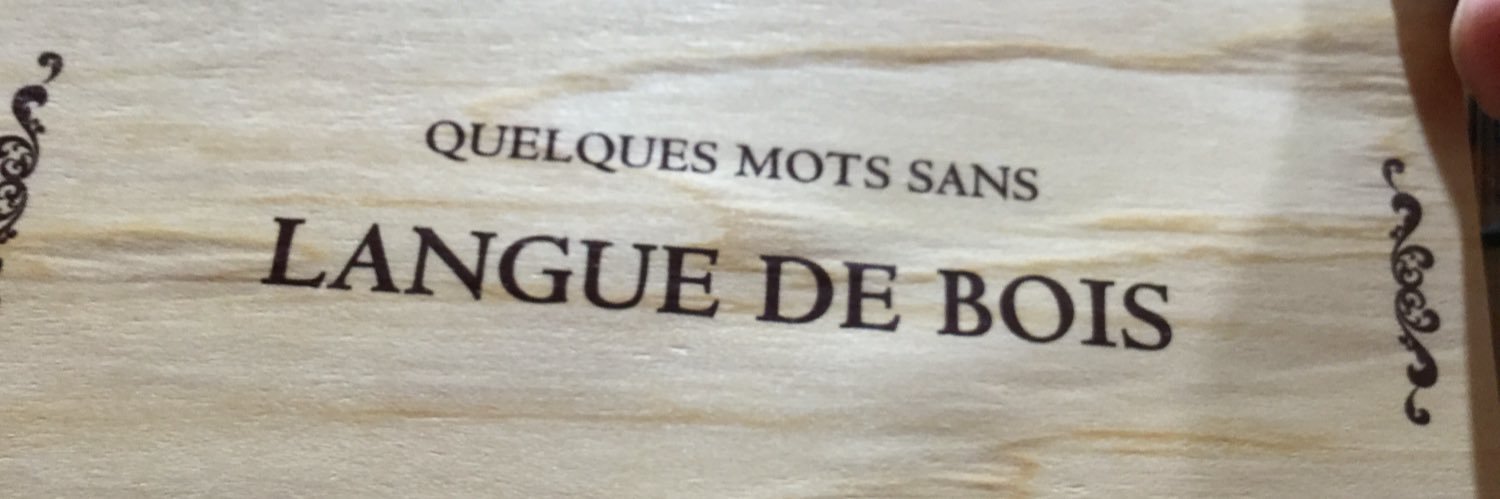 QUELQUES MOTS SANS
LANGUE DE BOIS